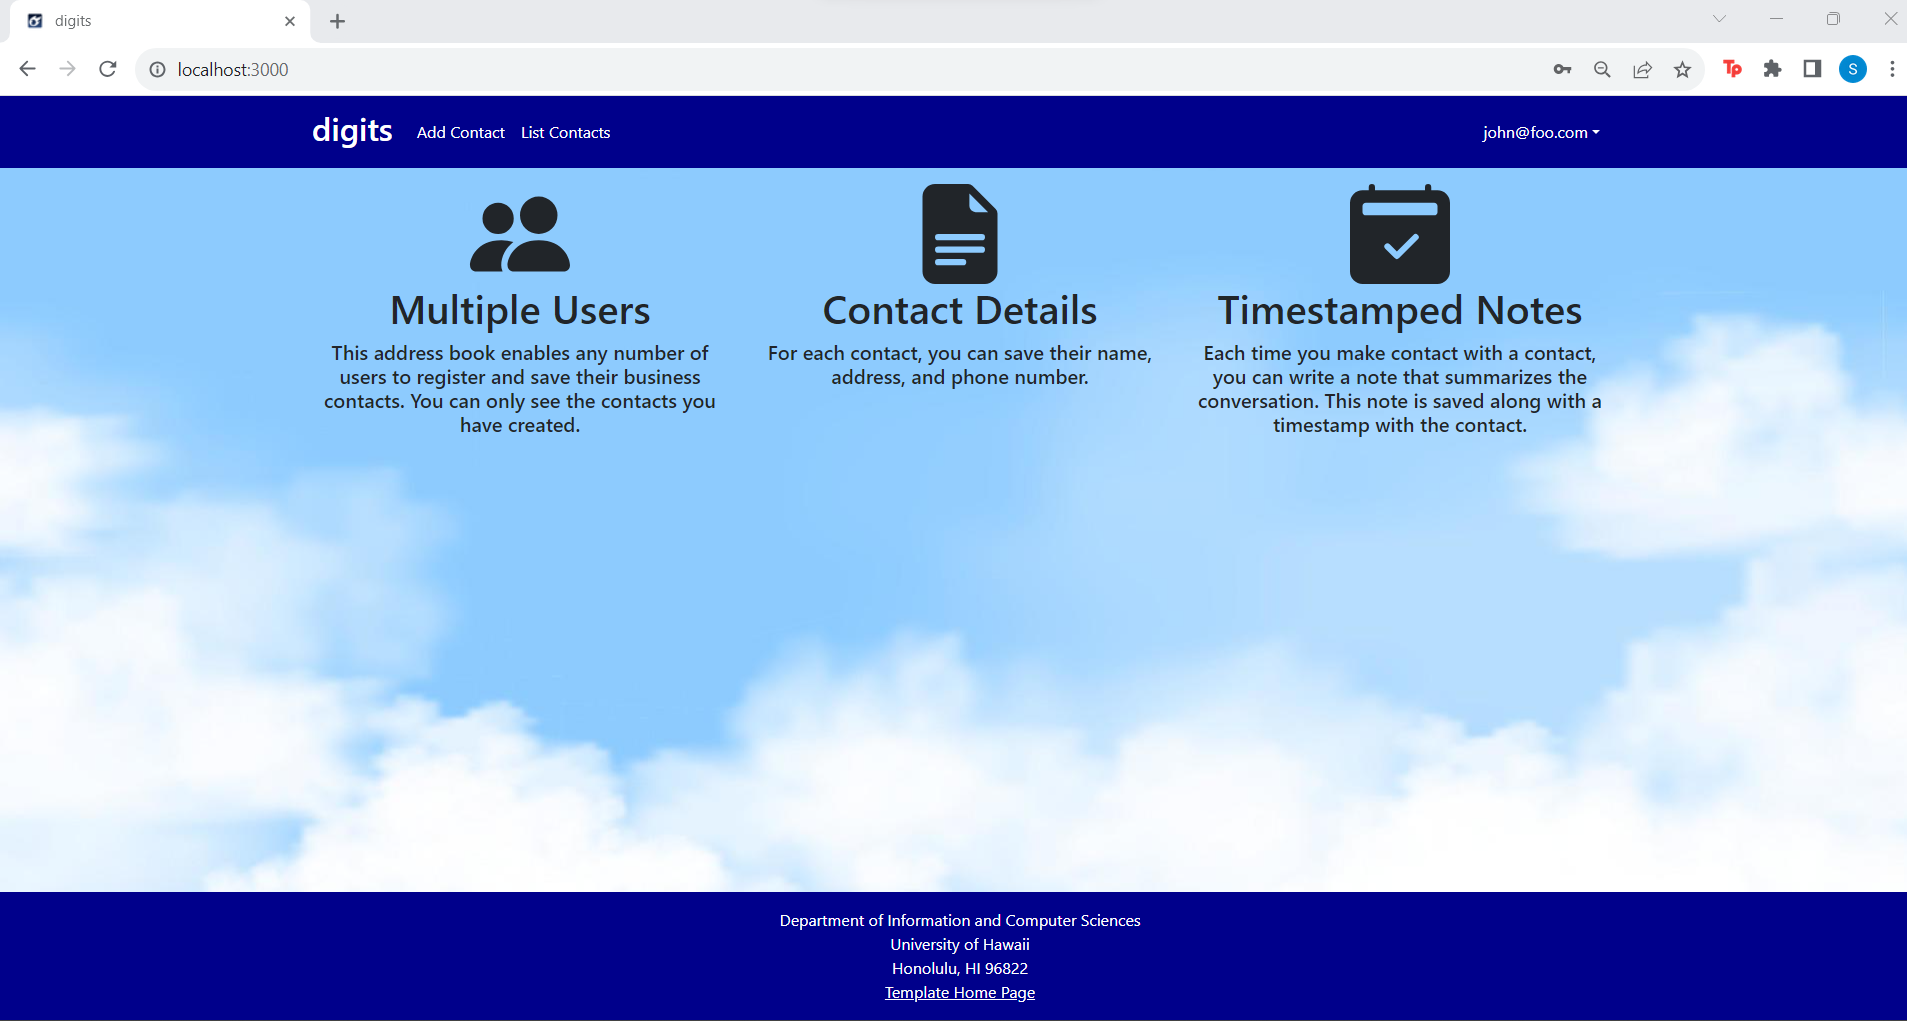 digits
localhost:3000
Tp
S
digits Add Contact List Contacts john@foo.com
Multiple Users
This address book enables any number of
users to register and save their business
contacts. You can only see the contacts you
have created.
Contact Details
For each contact, you can save their name,
address, and phone number.
Timestamped Notes
Each time you make contact with a contact,
you can write a note that summarizes the
conversation. This note is saved along with a
timestamp with the contact.
Department of Information and Computer Sciences
University of Hawaii
Honolulu, HI 96822
Template Home Page